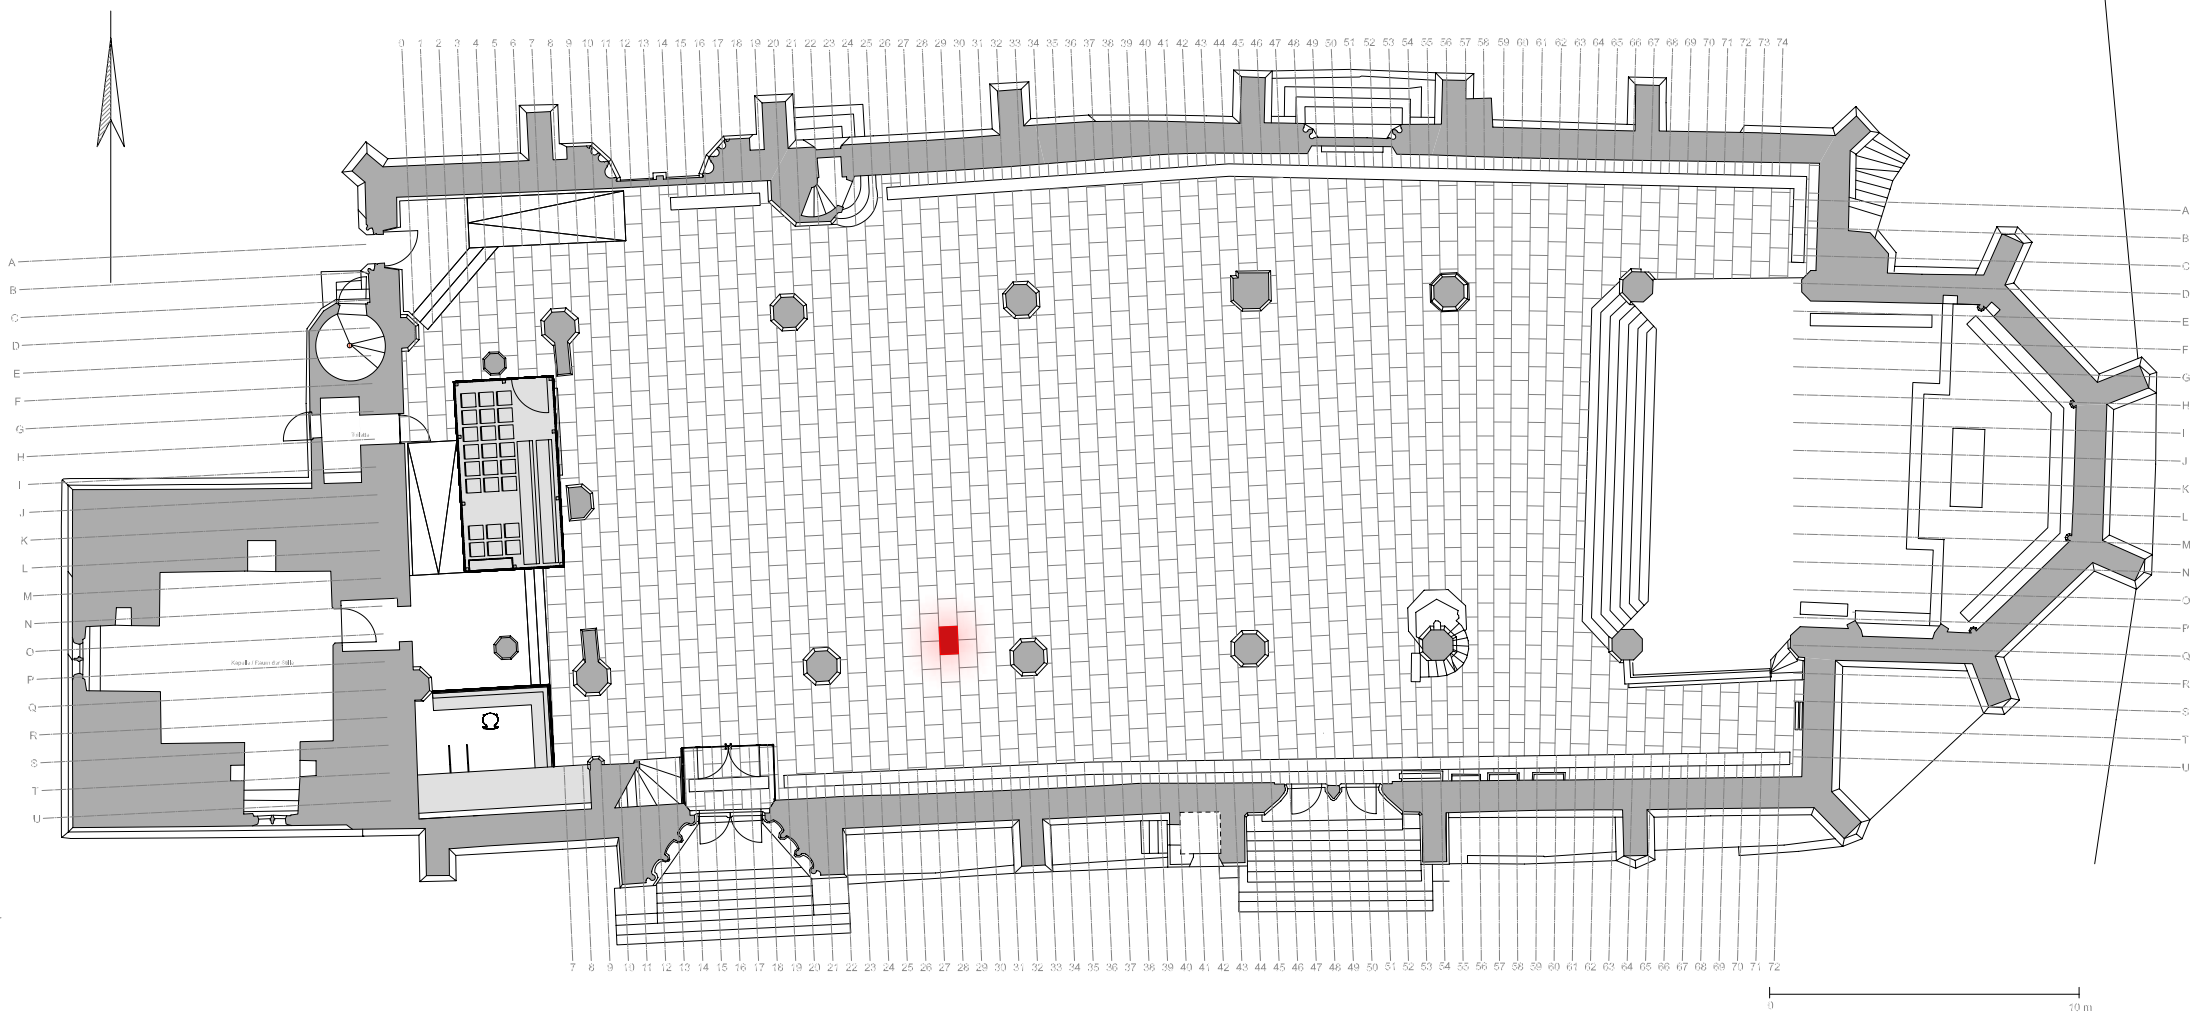 0 1 2 3 4 5 6 7 8 9 10 11 12 13 14 15 16 17 18 19 20 21 22 23 24 25 26 27 28 29 30 31 32 33 34 35 36 37 38 39 40 41 42 43 44 45 46 47 48 49 50 51 52 53 54 55 56 57 58 59 60 61 62 63 64 65 66 67 68 69 70 71 72 73 74
A
B
C
D
E
F
G
H
I
J
K
L
M
N
O
P
Q
R
S
T
U
Kapelle / Raum der Stille
A
B
C
D
E
F
G
H
I
J
K
L
M
N
O
P
Q
R
S
T
U
7 8 9 10 11 12 13 14 15 16 17 18 19 20 21 22 23 24 25 26 27 28 29 30 31 32 33 34 35 36 37 38 39 40 41 42 43 44 45 46 47 48 49 50 51 52 53 54 55 56 57 58 59 60 61 62 63 64 65 66 67 68 69 70 71 72
0 10 m